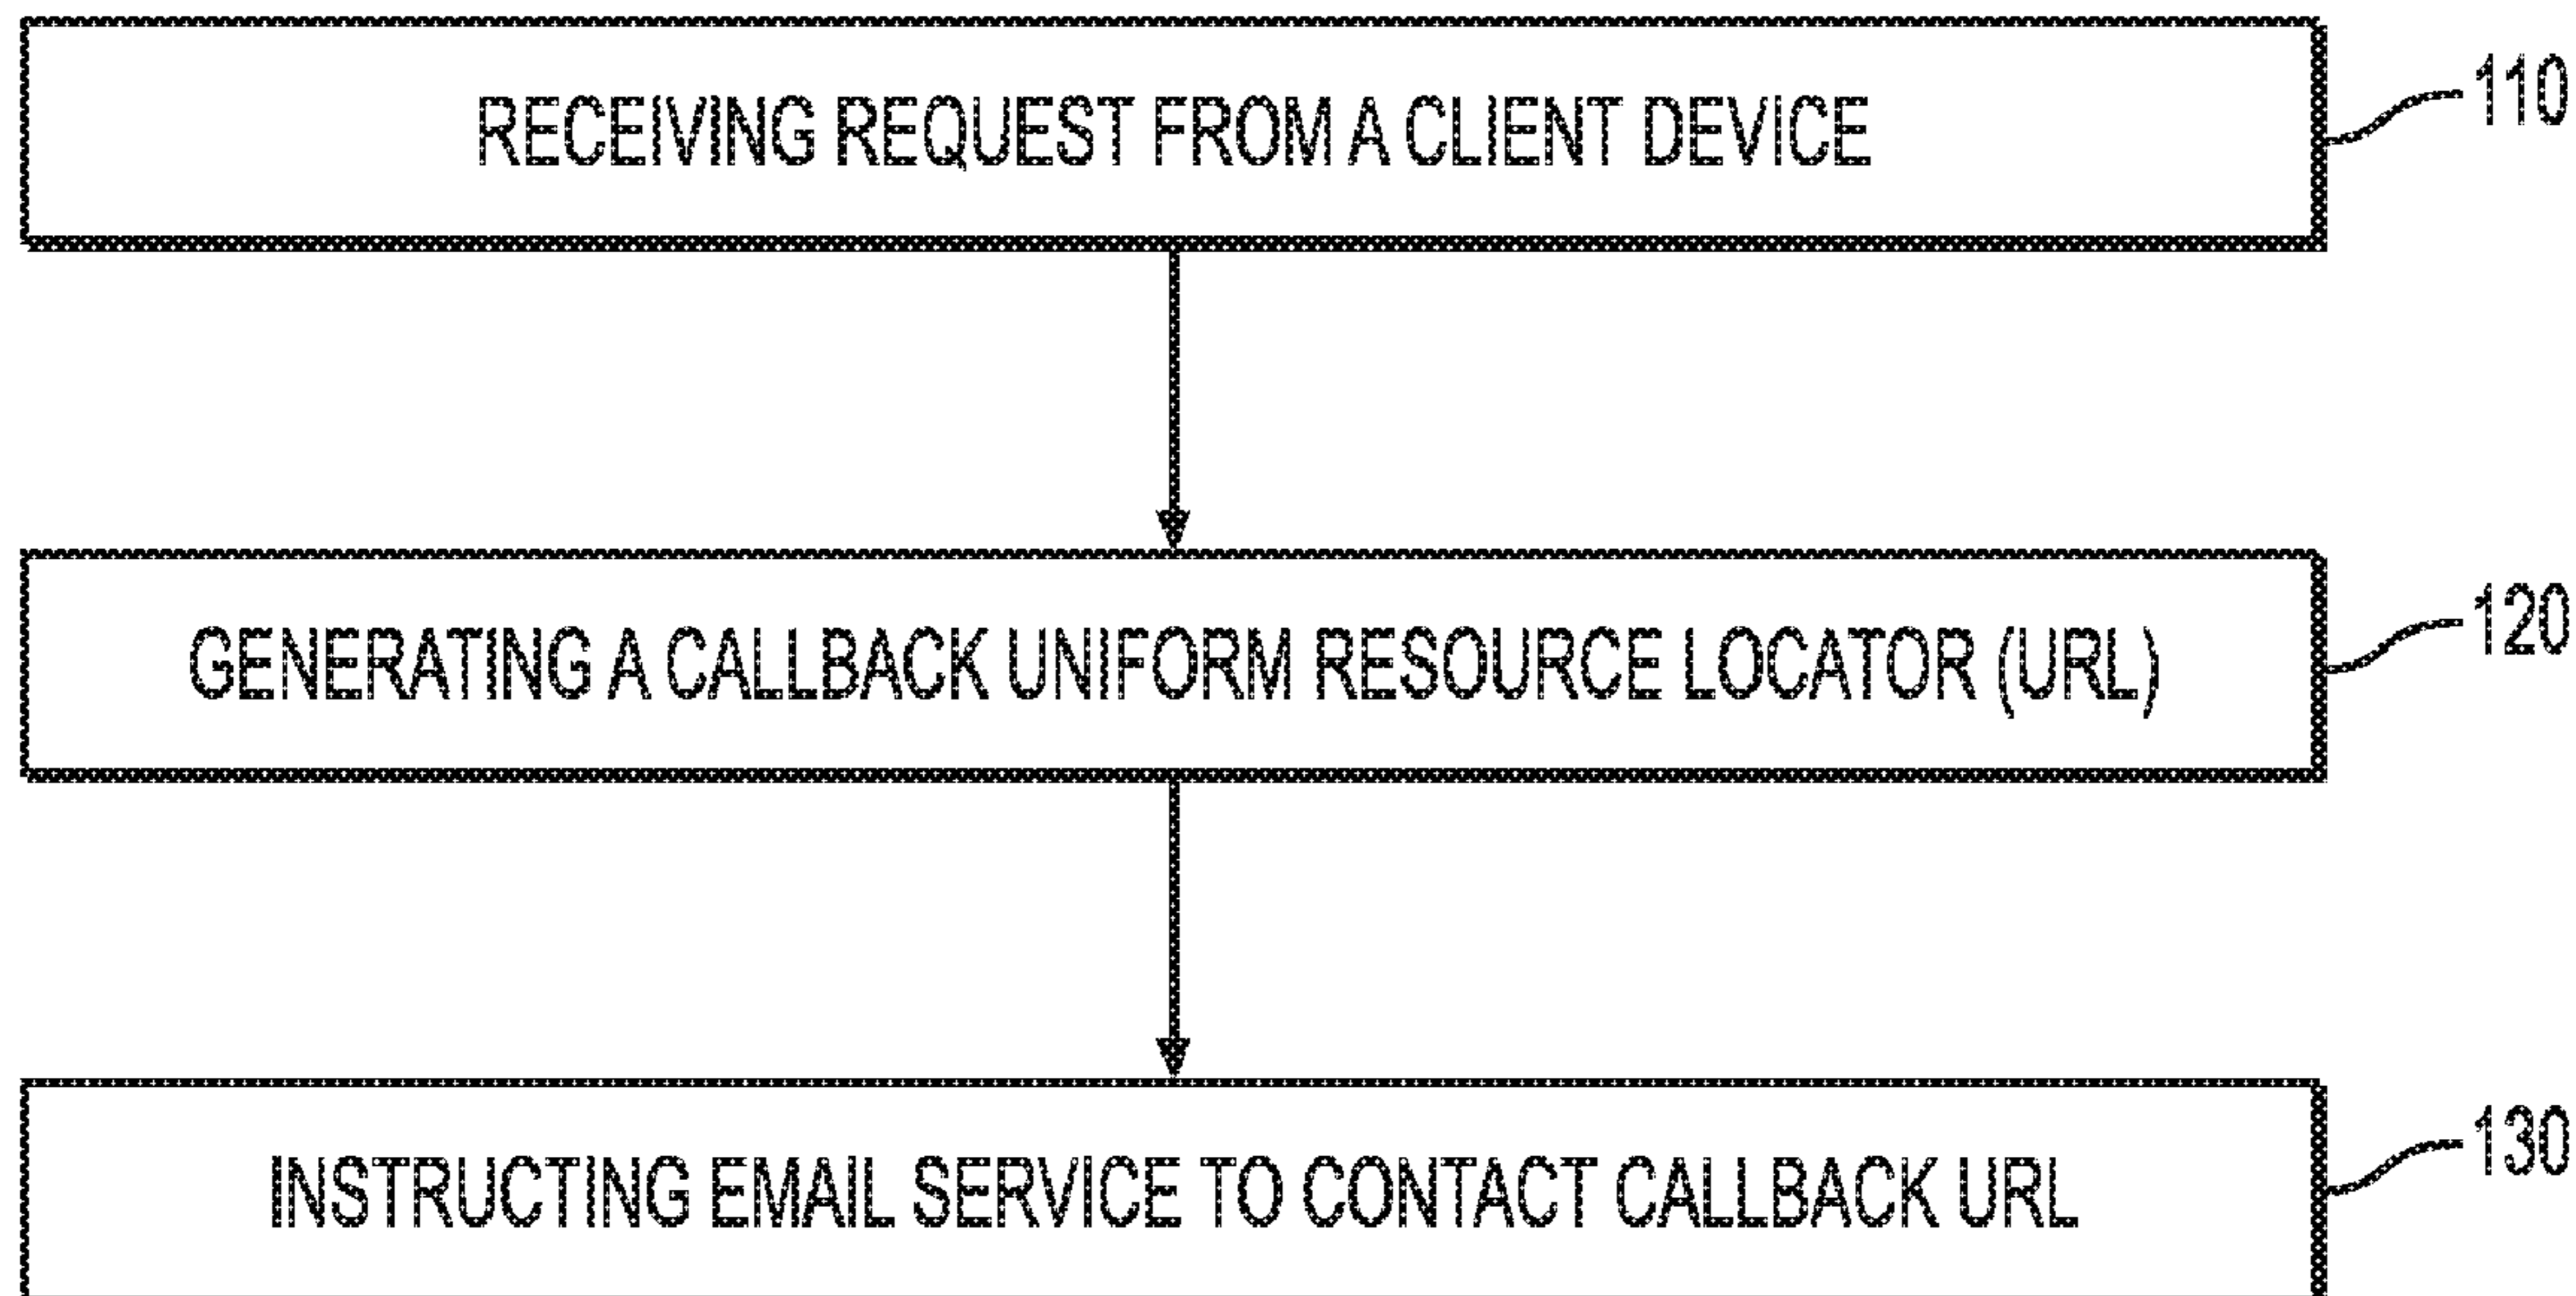 RECEIVING REQUEST FROM A CLIENT DEVICE
110
GENERATING A CALLBACK UNIFORM RESOURCE LOCATOR (URL)
120
INSTRUCTING EMAIL SERVICE TO CONTACT CALLBACK URL
130